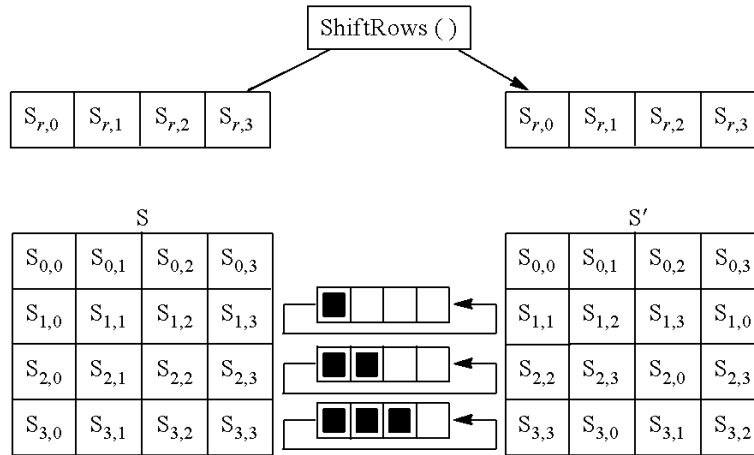 ShiftRows ( )
S_{r,0} S_{r,1} S_{r,2} S_{r,3} S_{r,0} S_{r,1} S_{r,2} S_{r,3}
S S′
S_{0,0} S_{0,1} S_{0,2} S_{0,3} S_{0,0} S_{0,1} S_{0,2} S_{0,3}
S_{1,0} S_{1,1} S_{1,2} S_{1,3} S_{1,1} S_{1,2} S_{1,3} S_{1,0}
S_{2,0} S_{2,1} S_{2,2} S_{2,3} S_{2,2} S_{2,3} S_{2,0} S_{2,3}
S_{3,0} S_{3,1} S_{3,2} S_{3,3} S_{3,3} S_{3,0} S_{3,1} S_{3,2}